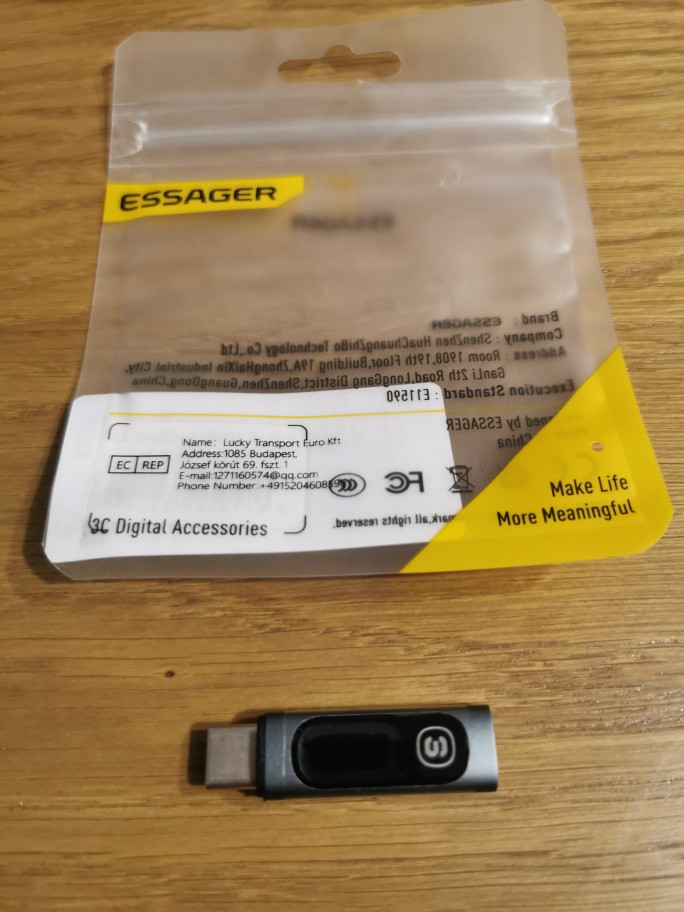 ESSAGER
ESSAGER
Brand : ESSAGER
Company : ShenZhen HuaChuangZhiBo Technology Co.,Ltd
Address : Room 1908,19th Floor,Building 19A,ZhongHaiXin Industrial City,
GanLi 2th Road,LongGang District,ShenZhen,GuangDong,China
Execution Standard : E11590
ned by ESSAGER
China
Name: Lucky Transport Euro Kft
Address:1085 Budapest,
József körút 69. fszt. 1
E-mail:1271160574@qq.com
Phone Number:+4915204608
EC REP
FC
mark,all rights reserved.
3C Digital Accessories
Make Life
More Meaningful